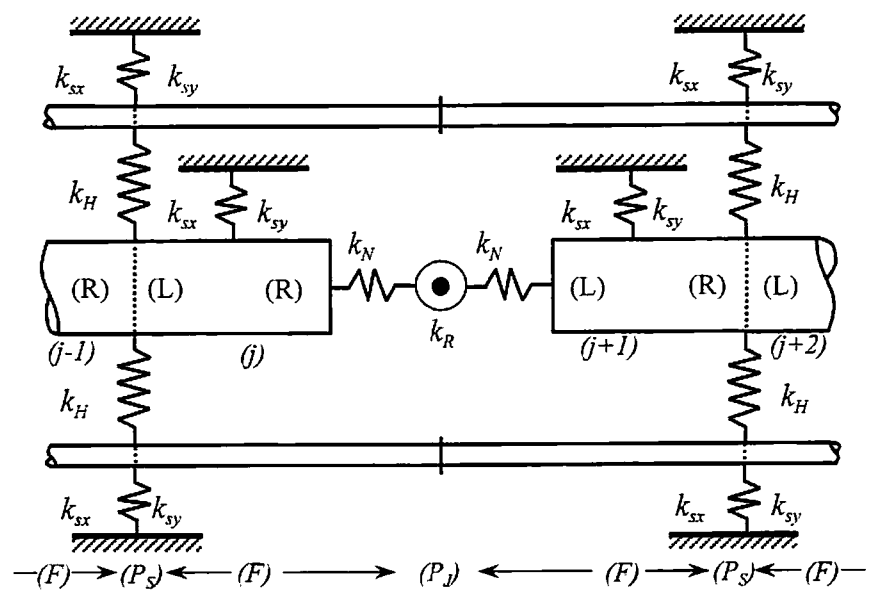 k_sx k_sy k_sx k_sy
k_H k_sx k_sy k_sx k_sy k_H
k_N k_N
(R) (L) (R) (L) (R) (L)
k_R
(j-1) (j) (j+1) (j+2)
k_H k_H
k_sx k_sy k_sx k_sy
(F) (P_S) (F) (P_J) (F) (P_S) (F)